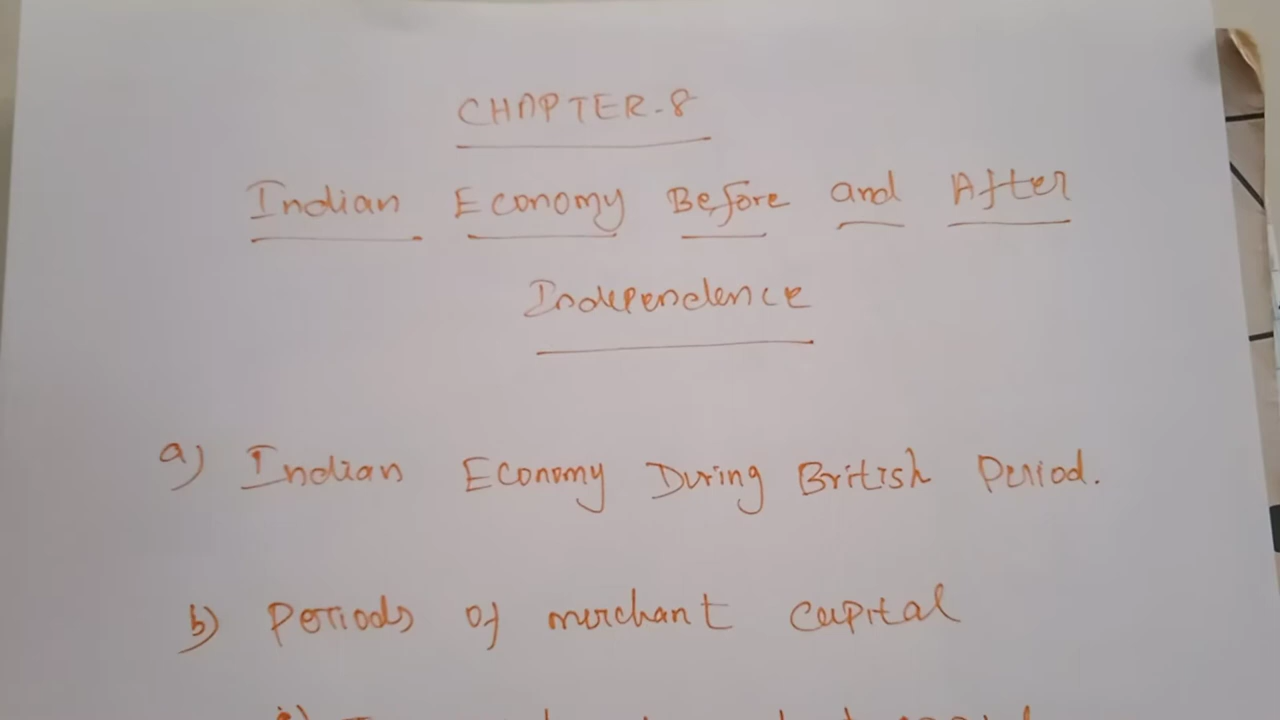 CHAPTER-8
Indian Economy Before and After
Independence
a) Indian Economy During British Period.
b) Periods of merchant capital